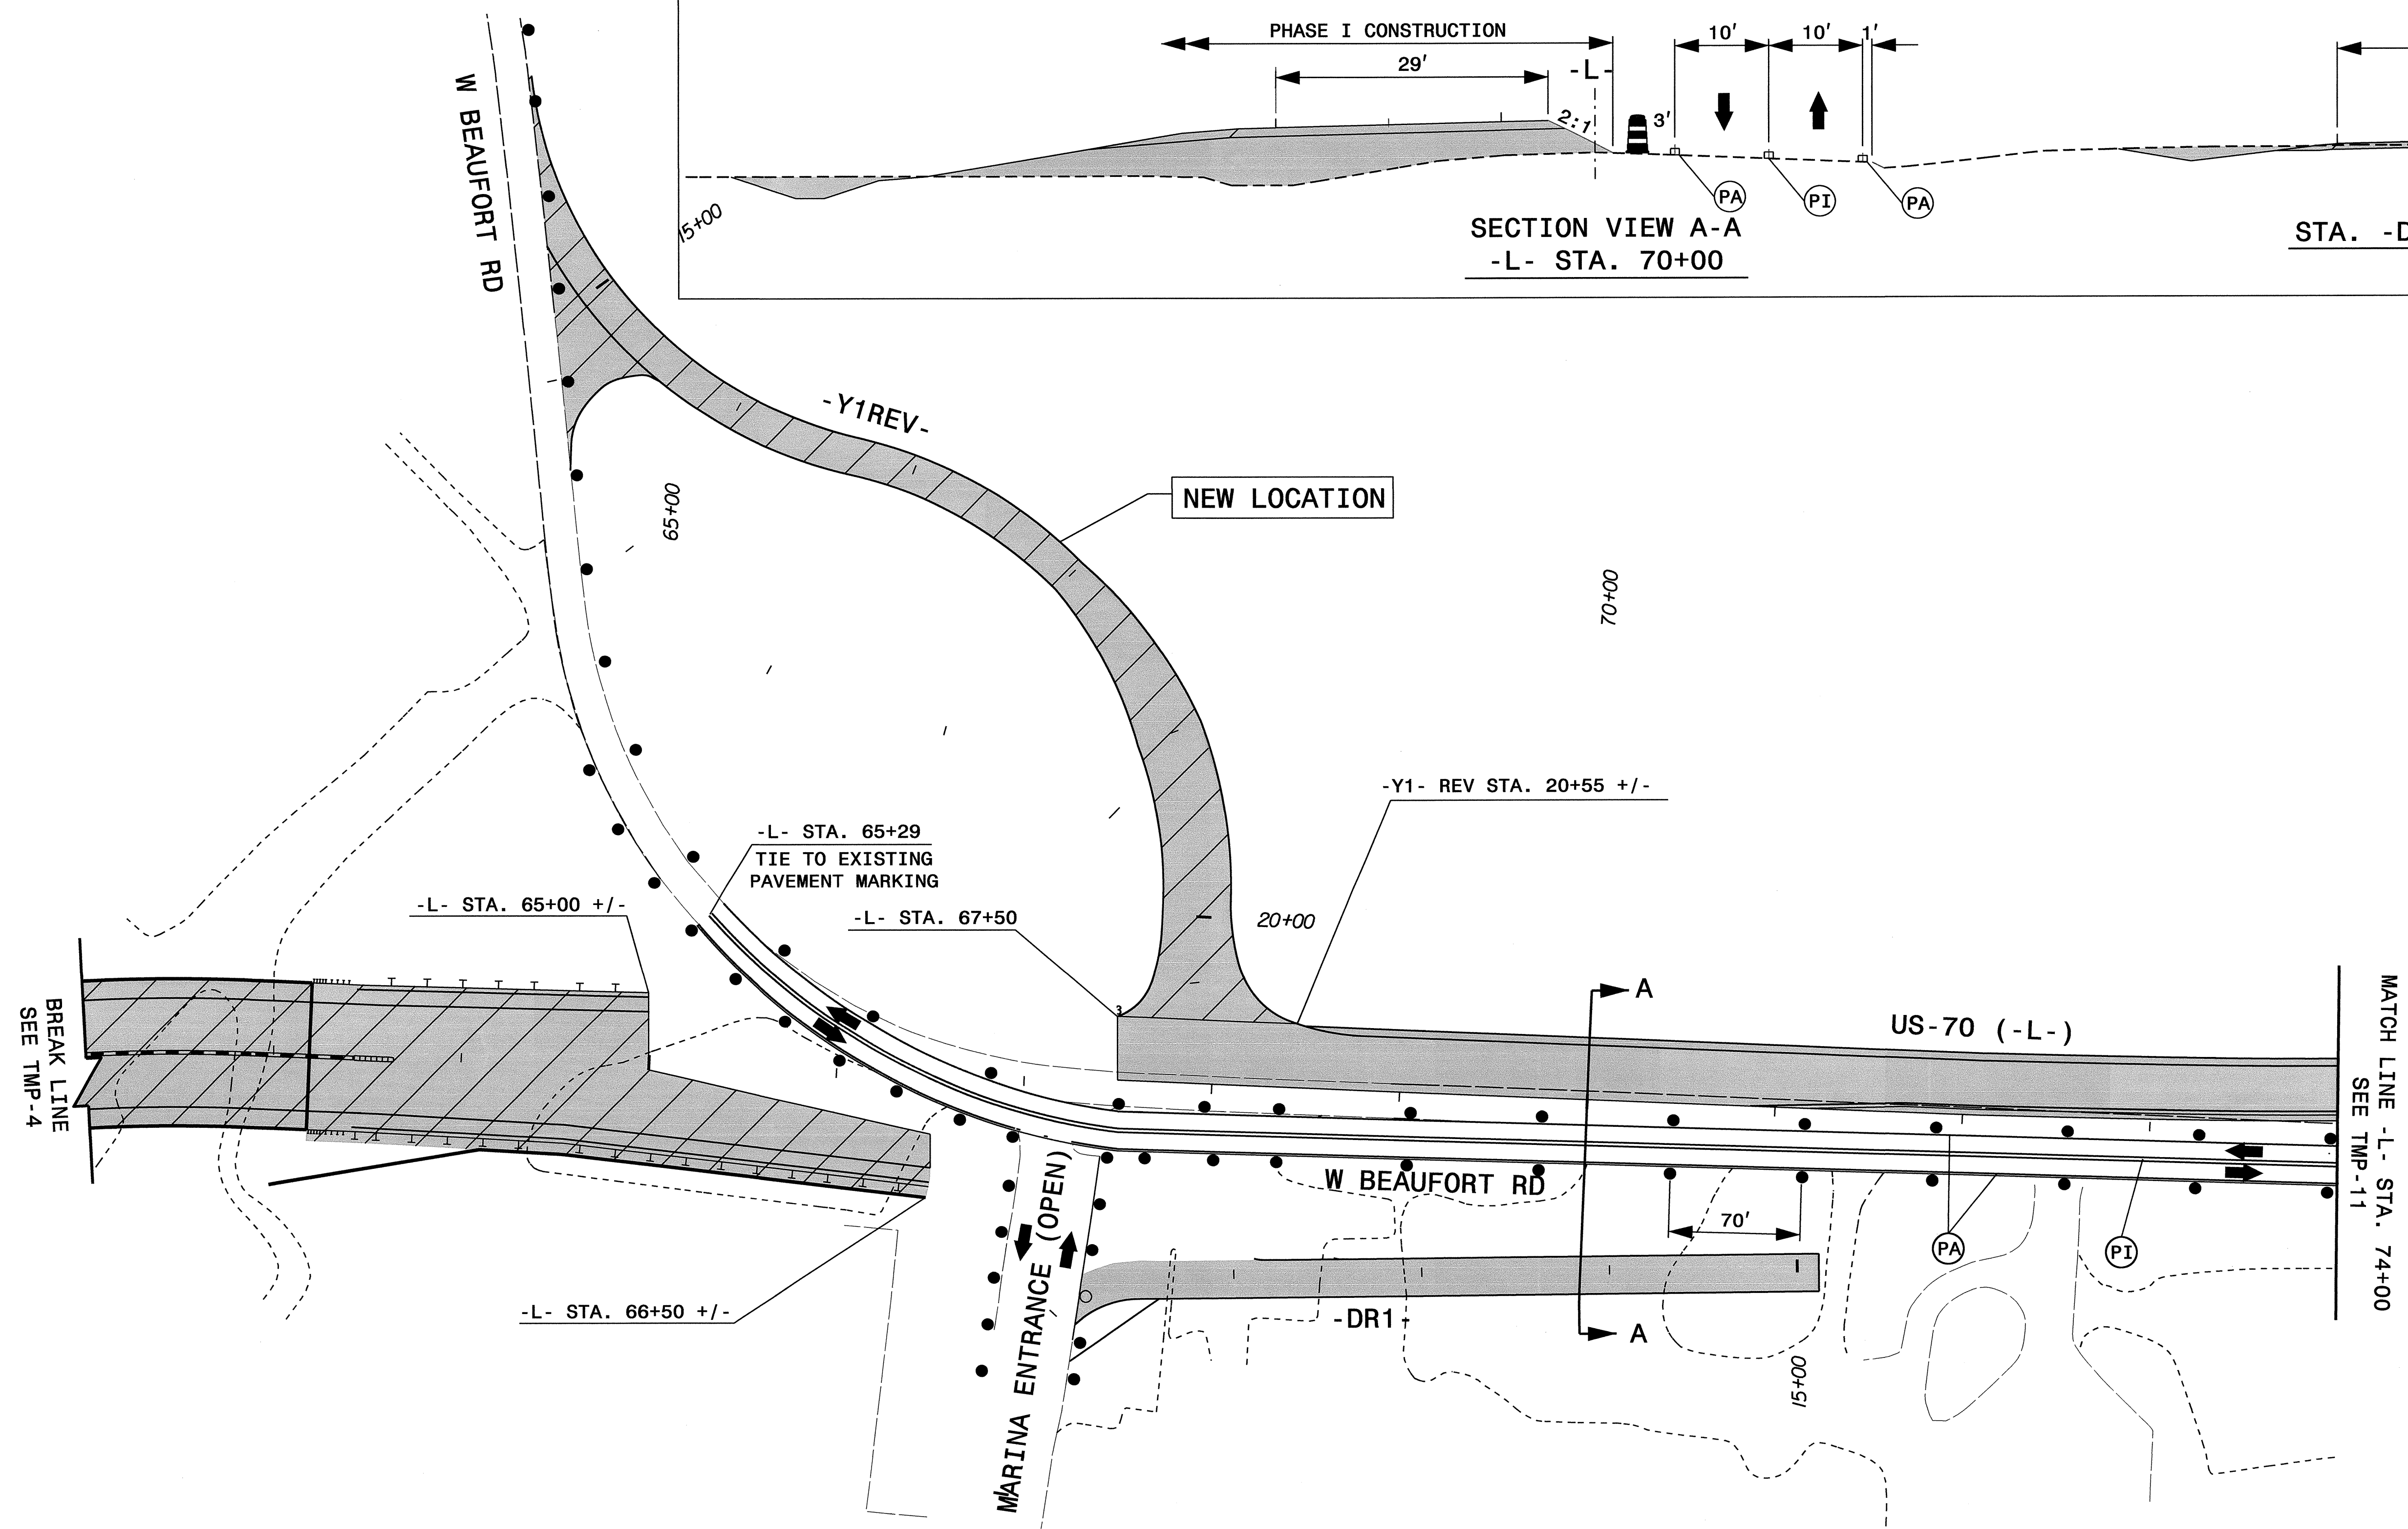 PHASE I CONSTRUCTION
10' 10' 1'
29'
-L-
2:1
3'
PA PI PA
SECTION VIEW A-A
-L- STA. 70+00
STA. -D
15+00
W BEAUFORT RD
-Y1REV-
NEW LOCATION
65+00
70+00
-Y1- REV STA. 20+55 +/-
-L- STA. 65+29
TIE TO EXISTING
PAVEMENT MARKING
-L- STA. 65+00 +/-
-L- STA. 67+50
20+00
3
A
US-70 (-L-)
BREAK LINE
SEE TMP-4
MATCH LINE -L- STA. 74+00
SEE TMP-11
W BEAUFORT RD
70'
PA
PI
MARINA ENTRANCE (OPEN)
-L- STA. 66+50 +/-
-DR1-
A
15+00